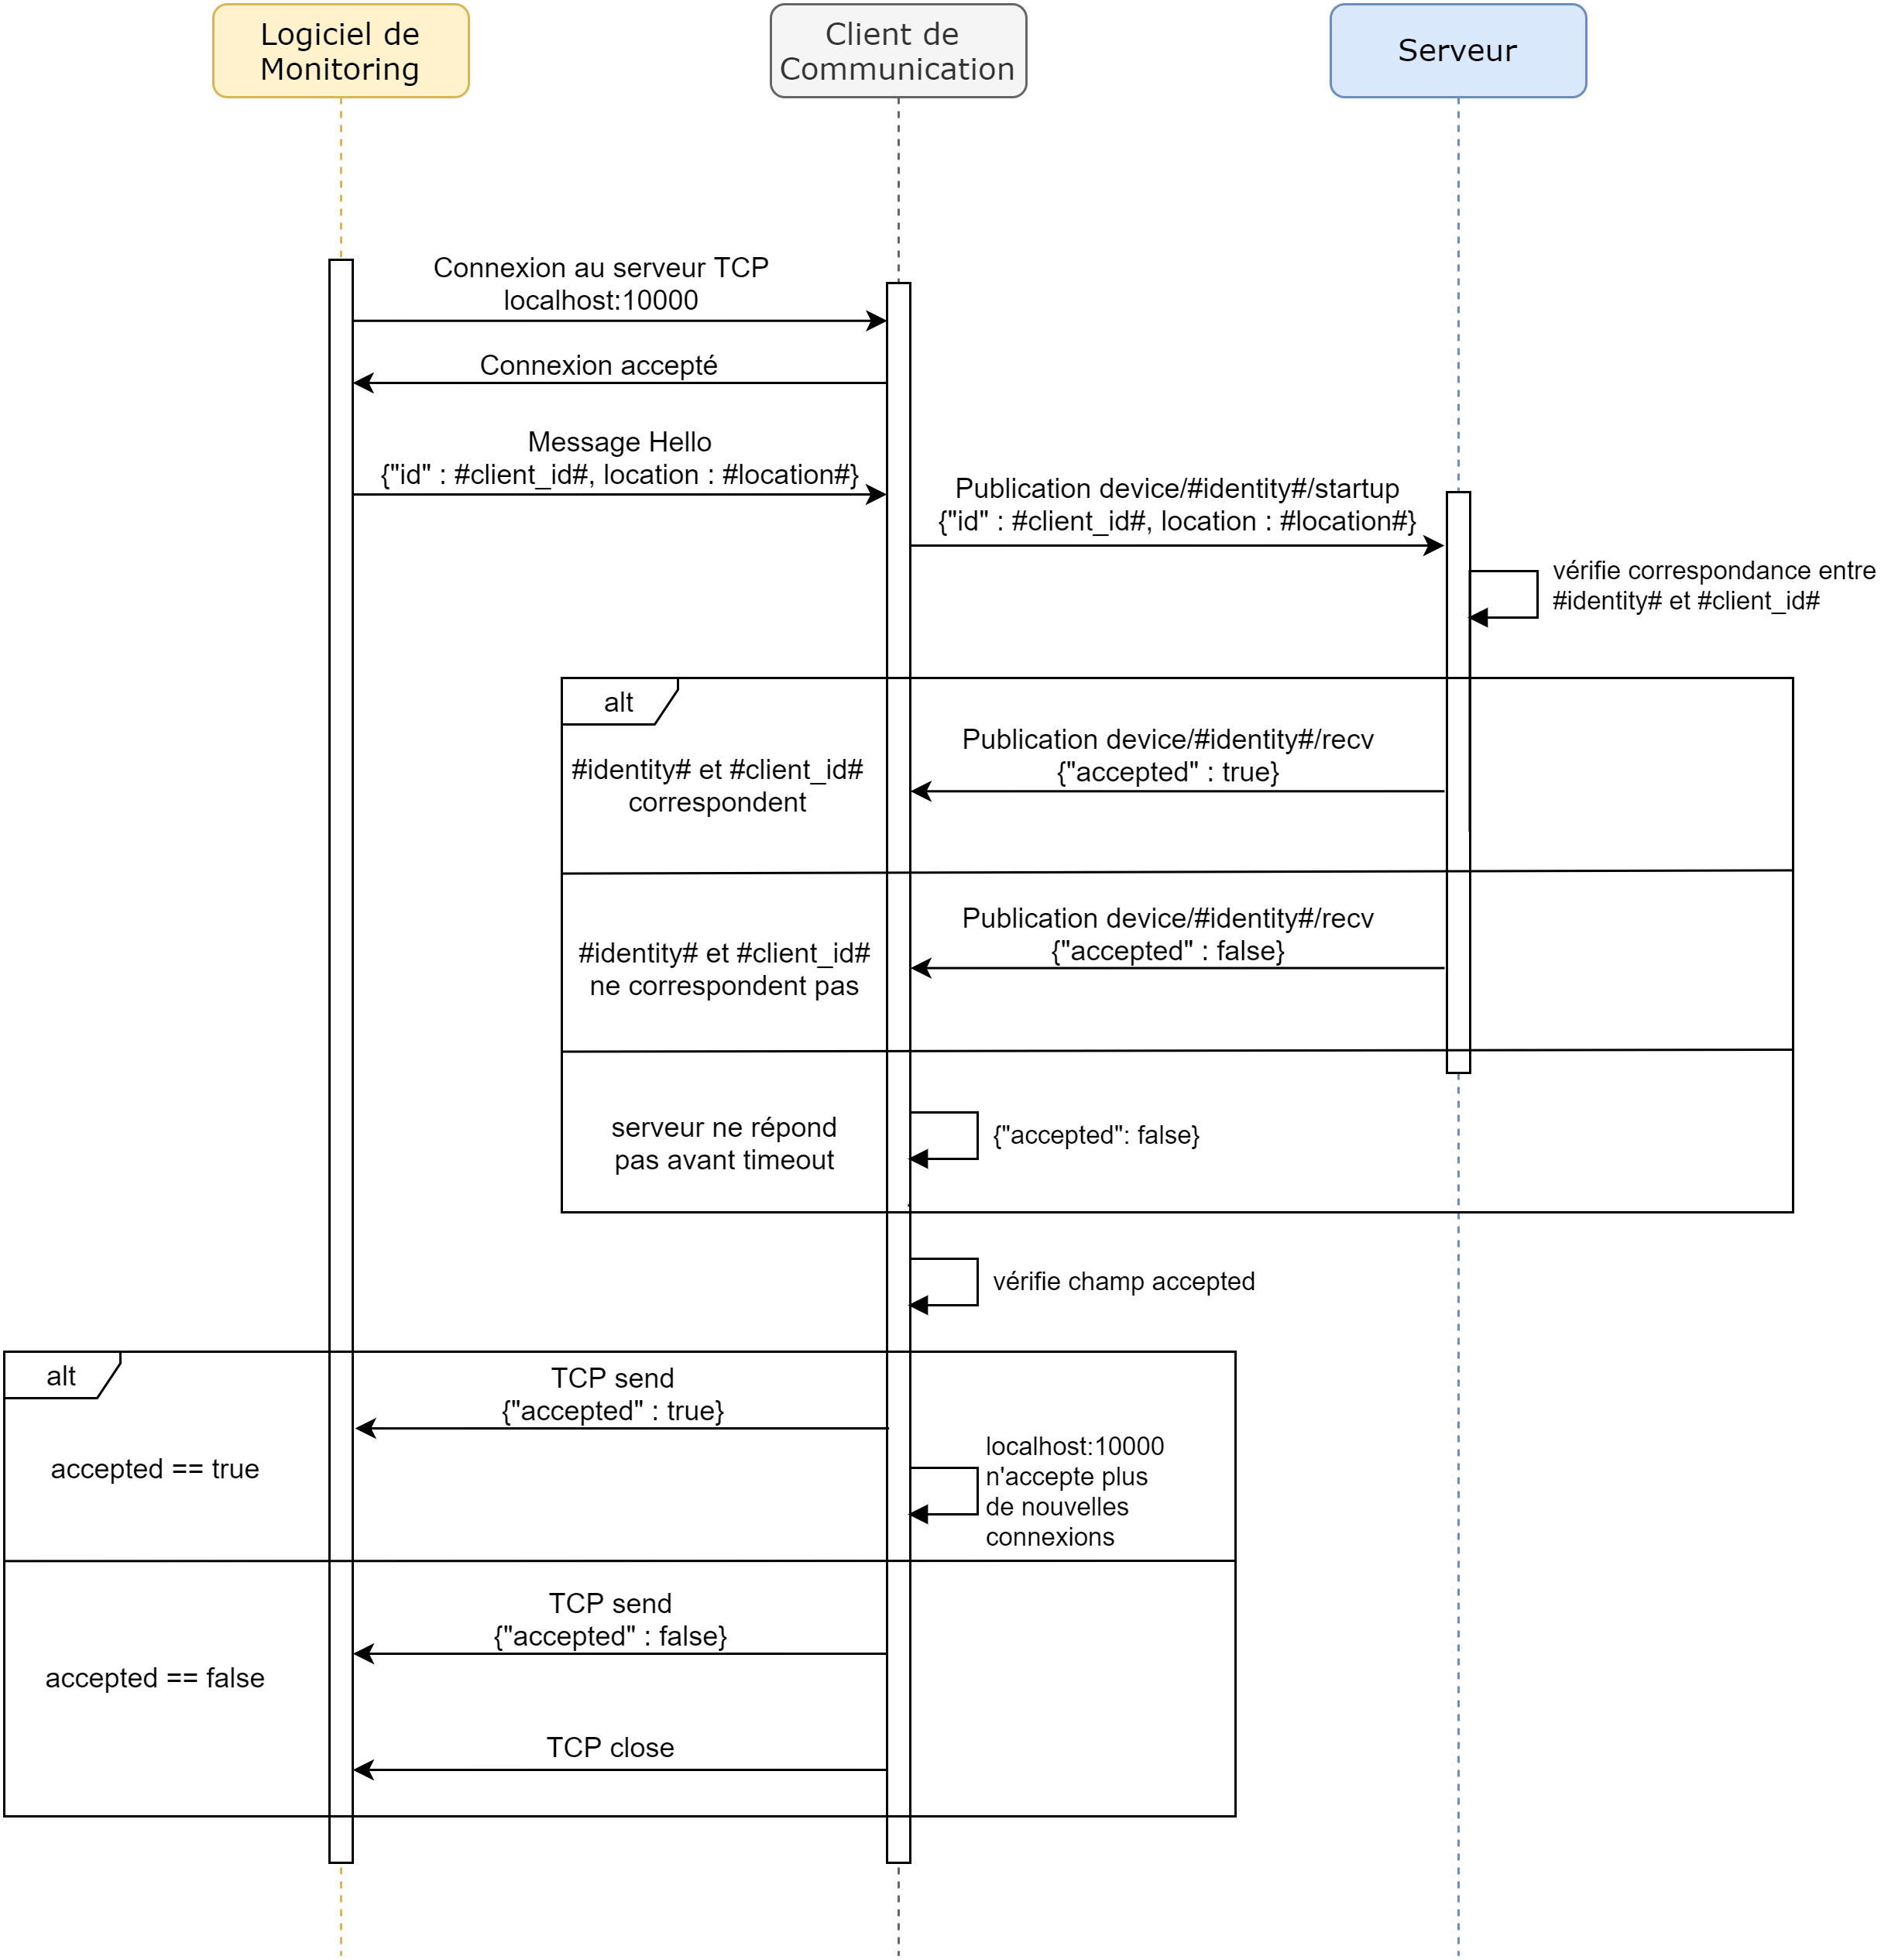 Logiciel de
Monitoring
Client de
Communication
Serveur
Connexion au serveur TCP
localhost:10000
Connexion accepté
Message Hello
{"id" : #client_id#, location : #location#}
Publication device/#identity#/startup
{"id" : #client_id#, location : #location#}
vérifie correspondance entre
#identity# et #client_id#
alt
Publication device/#identity#/recv
{"accepted" : true}
#identity# et #client_id#
correspondent
Publication device/#identity#/recv
{"accepted" : false}
#identity# et #client_id#
ne correspondent pas
serveur ne répond
pas avant timeout
{"accepted": false}
vérifie champ accepted
alt
TCP send
{"accepted" : true}
accepted == true
localhost:10000
n'accepte plus
de nouvelles
connexions
TCP send
{"accepted" : false}
accepted == false
TCP close